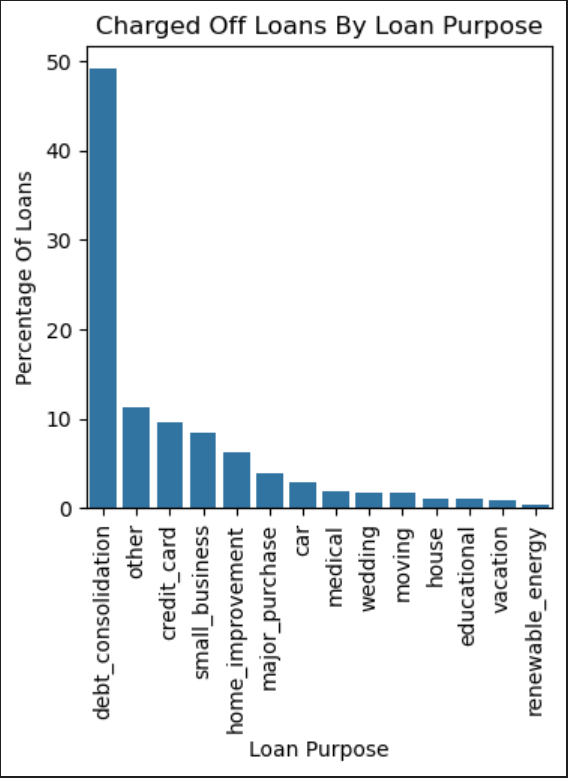 Charged Off Loans By Loan Purpose
Percentage Of Loans
50
40
30
20
10
0
debt_consolidation
other
credit_card
small_business
home_improvement
major_purchase
car
medical
wedding
moving
house
educational
vacation
renewable_energy
Loan Purpose